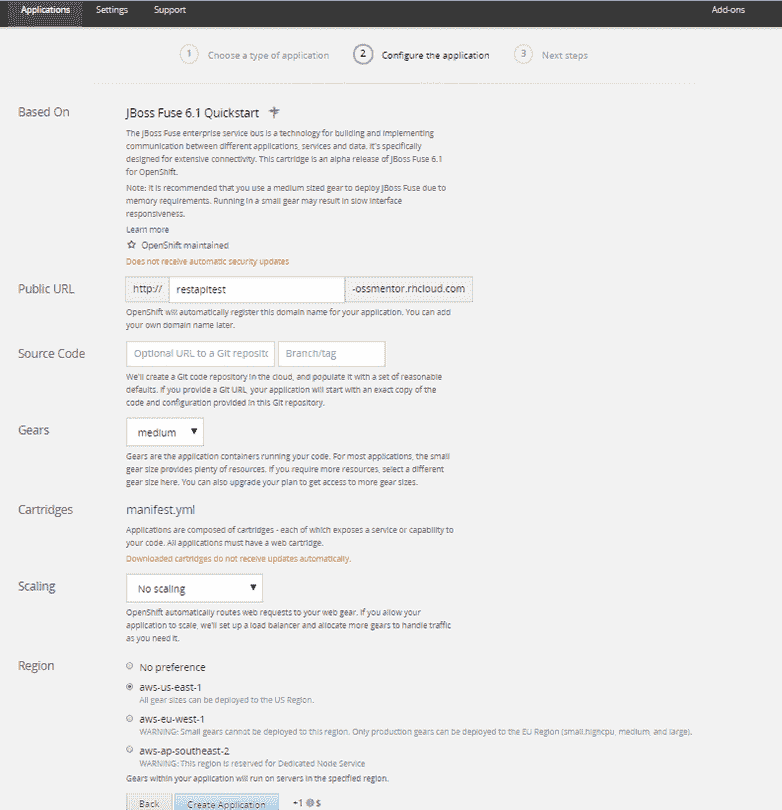 Applications Settings Support Add-ons
1 Choose a type of application 2 Configure the application 3 Next steps
Based On JBoss Fuse 6.1 Quickstart
The JBoss Fuse enterprise service bus is a technology for building and implementing
communication between different applications, services and data. It's specifically
designed for extensive connectivity. This cartridge is an alpha release of JBoss Fuse 6.1
for OpenShift.
Note: It is recommended that you use a medium sized gear to deploy JBoss Fuse due to
memory requirements. Running in a small gear may result in slow interface
responsiveness.
Learn more
OpenShift maintained
Does not receive automatic security updates
Public URL http:// restapitest -ossmentor.rhcloud.com
OpenShift will automatically register this domain name for your application. You can add
your own domain name later.
Source Code Optional URL to a Git reposito Branch/tag
We'll create a Git code repository in the cloud, and populate it with a set of reasonable
defaults. If you provide a Git URL, your application will start with an exact copy of the
code and configuration provided in this Git repository.
Gears medium
Gears are the application containers running your code. For most applications, the small
gear size provides plenty of resources. If you require more resources, select a different
gear size here. You can also upgrade your plan to get access to more gear sizes.
Cartridges manifest.yml
Applications are composed of cartridges - each of which exposes a service or capability to
your code. All applications must have a web cartridge.
Downloaded cartridges do not receive updates automatically.
Scaling No scaling
OpenShift automatically routes web requests to your web gear. If you allow your
application to scale, we'll set up a load balancer and allocate more gears to handle traffic
as you need it.
Region No preference
aws-us-east-1
All gear sizes can be deployed to the US Region.
aws-eu-west-1
WARNING: Small gears cannot be deployed to this region. Only production gears can be deployed to the EU Region (small.highcpu, medium, and large).
aws-ap-southeast-2
WARNING: This region is reserved for Dedicated Node Service
Gears within your application will run on servers in the specified region.
Back Create Application +1 $